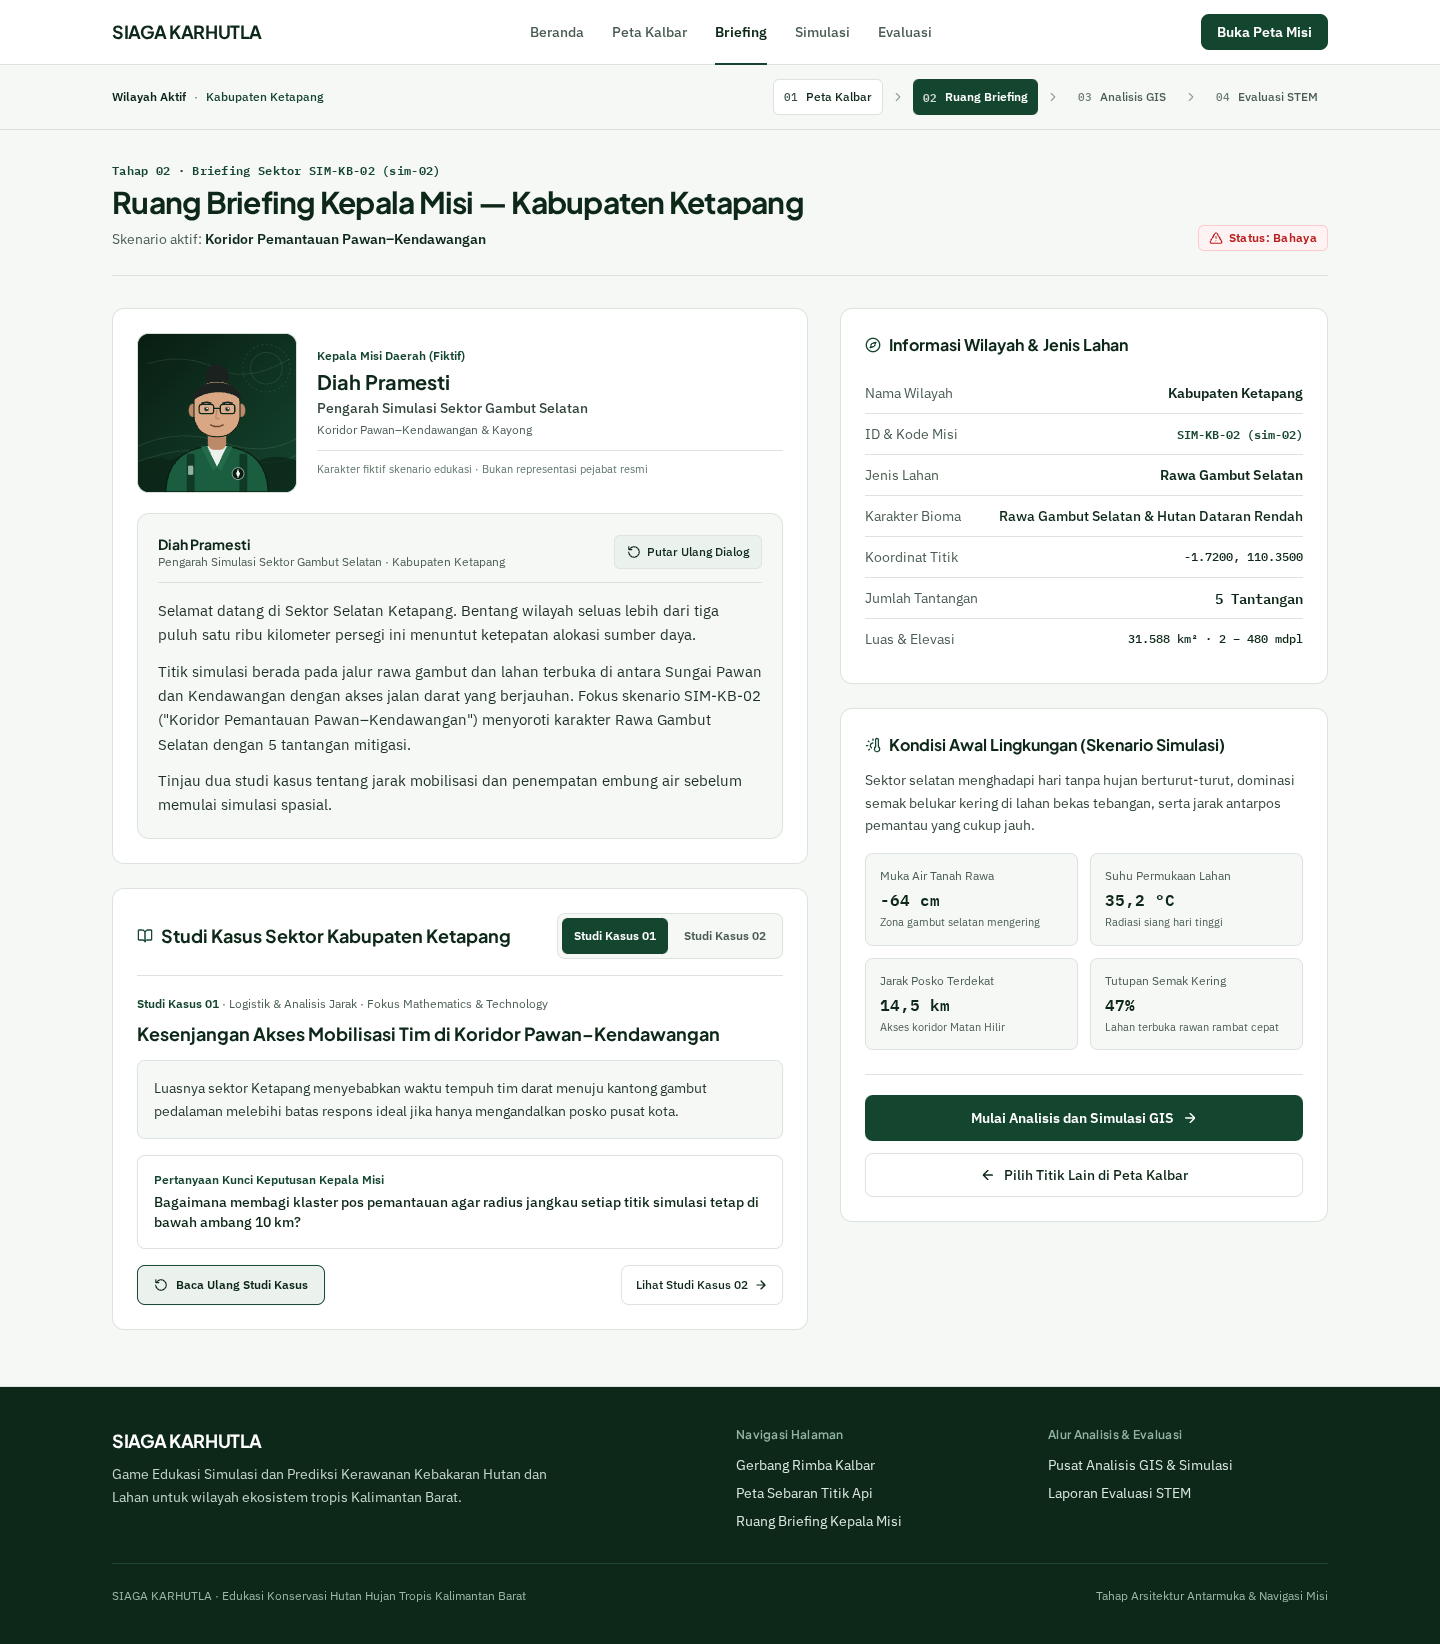 SIAGA KARHUTLA
Beranda
Peta Kalbar
Briefing
Simulasi
Evaluasi
Buka Peta Misi
Wilayah Aktif · Kabupaten Ketapang
01 Peta Kalbar
02 Ruang Briefing
03 Analisis GIS
04 Evaluasi STEM
Tahap 02 · Briefing Sektor SIM-KB-02 (sim-02)
Ruang Briefing Kepala Misi — Kabupaten Ketapang
Skenario aktif: Koridor Pemantauan Pawan–Kendawangan
Status: Bahaya
Kepala Misi Daerah (Fiktif)
Diah Pramesti
Pengarah Simulasi Sektor Gambut Selatan
Koridor Pawan–Kendawangan & Kayong
Karakter fiktif skenario edukasi · Bukan representasi pejabat resmi
Diah Pramesti
Pengarah Simulasi Sektor Gambut Selatan · Kabupaten Ketapang
Putar Ulang Dialog
Selamat datang di Sektor Selatan Ketapang. Bentang wilayah seluas lebih dari tiga
puluh satu ribu kilometer persegi ini menuntut ketepatan alokasi sumber daya.
Titik simulasi berada pada jalur rawa gambut dan lahan terbuka di antara Sungai Pawan
dan Kendawangan dengan akses jalan darat yang berjauhan. Fokus skenario SIM-KB-02
("Koridor Pemantauan Pawan–Kendawangan") menyoroti karakter Rawa Gambut
Selatan dengan 5 tantangan mitigasi.
Tinjau dua studi kasus tentang jarak mobilisasi dan penempatan embung air sebelum
memulai simulasi spasial.
Studi Kasus Sektor Kabupaten Ketapang
Studi Kasus 01
Studi Kasus 02
Studi Kasus 01 · Logistik & Analisis Jarak · Fokus Mathematics & Technology
Kesenjangan Akses Mobilisasi Tim di Koridor Pawan–Kendawangan
Luasnya sektor Ketapang menyebabkan waktu tempuh tim darat menuju kantong gambut
pedalaman melebihi batas respons ideal jika hanya mengandalkan posko pusat kota.
Pertanyaan Kunci Keputusan Kepala Misi
Bagaimana membagi klaster pos pemantauan agar radius jangkau setiap titik simulasi tetap di
bawah ambang 10 km?
Baca Ulang Studi Kasus
Lihat Studi Kasus 02
Informasi Wilayah & Jenis Lahan
Nama Wilayah Kabupaten Ketapang
ID & Kode Misi SIM-KB-02 (sim-02)
Jenis Lahan Rawa Gambut Selatan
Karakter Bioma Rawa Gambut Selatan & Hutan Dataran Rendah
Koordinat Titik -1.7200, 110.3500
Jumlah Tantangan 5 Tantangan
Luas & Elevasi 31.588 km² · 2 – 480 mdpl
Kondisi Awal Lingkungan (Skenario Simulasi)
Sektor selatan menghadapi hari tanpa hujan berturut-turut, dominasi
semak belukar kering di lahan bekas tebangan, serta jarak antarpos
pemantau yang cukup jauh.
Muka Air Tanah Rawa
-64 cm
Zona gambut selatan mengering
Suhu Permukaan Lahan
35,2 °C
Radiasi siang hari tinggi
Jarak Posko Terdekat
14,5 km
Akses koridor Matan Hilir
Tutupan Semak Kering
47%
Lahan terbuka rawan rambat cepat
Mulai Analisis dan Simulasi GIS
Pilih Titik Lain di Peta Kalbar
SIAGA KARHUTLA
Game Edukasi Simulasi dan Prediksi Kerawanan Kebakaran Hutan dan
Lahan untuk wilayah ekosistem tropis Kalimantan Barat.
Navigasi Halaman
Gerbang Rimba Kalbar
Peta Sebaran Titik Api
Ruang Briefing Kepala Misi
Alur Analisis & Evaluasi
Pusat Analisis GIS & Simulasi
Laporan Evaluasi STEM
SIAGA KARHUTLA · Edukasi Konservasi Hutan Hujan Tropis Kalimantan Barat
Tahap Arsitektur Antarmuka & Navigasi Misi